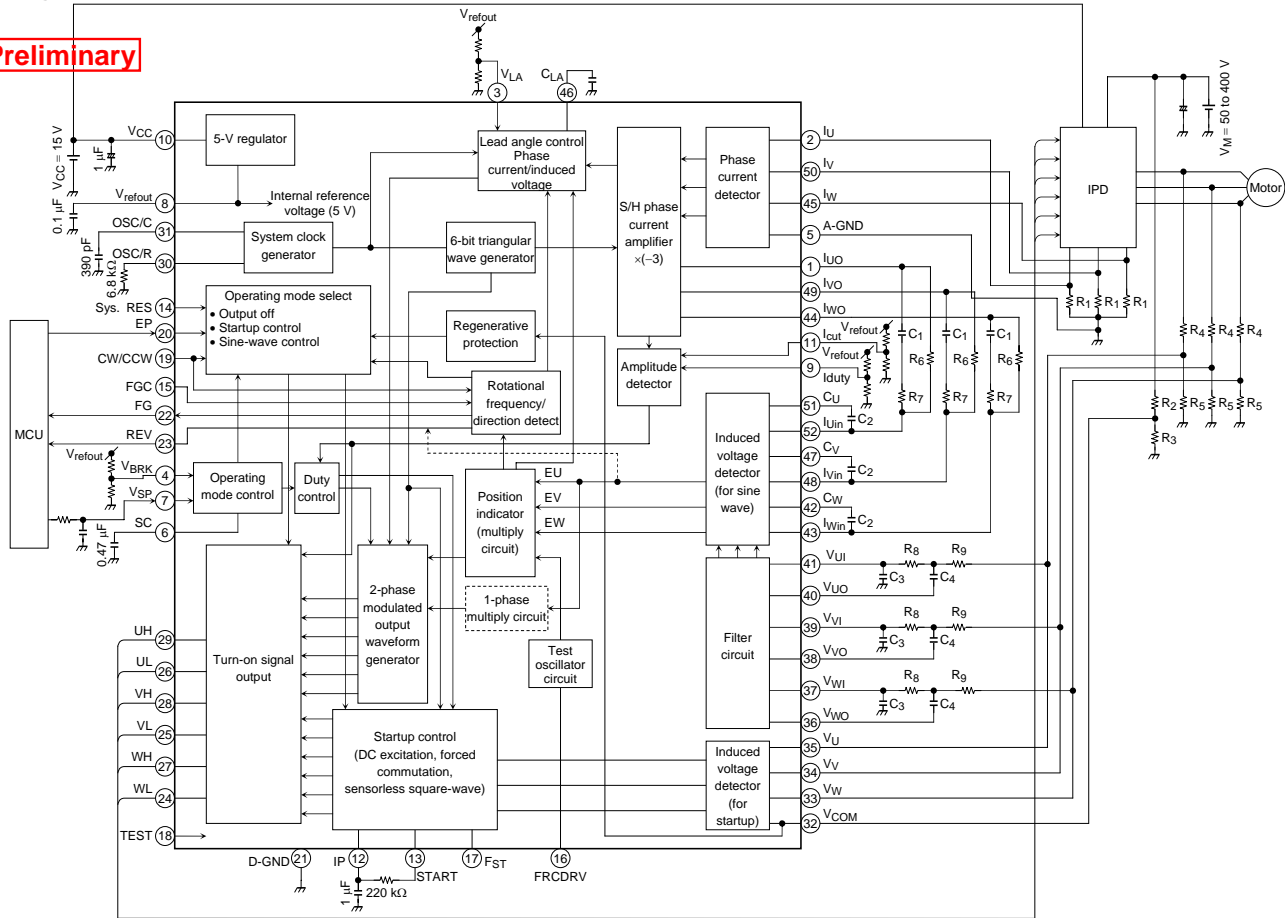 Preliminary
Vrefout
VLA
3
CLA
46
VCC = 15 V
1 μF
VCC
10
5-V regulator
Vrefout
8
0.1 μF
Internal reference
voltage (5 V)
OSC/C
31
390 pF
OSC/R
30
6.8 kΩ
System clock
generator
6-bit triangular
wave generator
Lead angle control
Phase
current/induced
voltage
S/H phase
current
amplifier
×(−3)
Phase
current
detector
2
IU
50
IV
45
IW
5
A-GND
1
IUO
49
IVO
44
IWO
11
Icut
9
Iduty
Vrefout
Vrefout
C1
C1
C1
R6
R6
R6
R7
R7
R7
IPD
Motor
VM = 50 to 400 V
R1
R1
R1
R4
R4
R4
R2
R5
R5
R5
R3
MCU
Sys. RES
14
EP
20
CW/CCW
19
FGC
15
FG
22
REV
23
Vrefout
VBRK
4
VSP
7
SC
6
0.47 μF
Operating mode select
• Output off
• Startup control
• Sine-wave control
Regenerative
protection
Rotational
frequency/
direction detect
Amplitude
detector
Operating
mode control
Duty
control
Position
indicator
(multiply
circuit)
EU
EV
EW
Induced
voltage
detector
(for sine
wave)
51
CU
C2
52
IUin
47
CV
C2
48
IVin
42
CW
C2
43
IWin
Turn-on signal
output
2-phase
modulated
output
waveform
generator
1-phase
multiply circuit
Test
oscillator
circuit
Filter
circuit
41
VUI
C3
R8
C4
R9
40
VUO
39
VVI
C3
R8
C4
R9
38
VVO
37
VWI
C3
R8
C4
R9
36
VWO
UH
29
UL
26
VH
28
VL
25
WH
27
WL
24
TEST
18
Startup control
(DC excitation, forced
commutation,
sensorless square-wave)
Induced
voltage
detector
(for
startup)
35
VU
34
VV
33
VW
32
VCOM
D-GND
21
IP
12
13
START
17
FST
16
FRCDRV
1 μF
220 kΩ